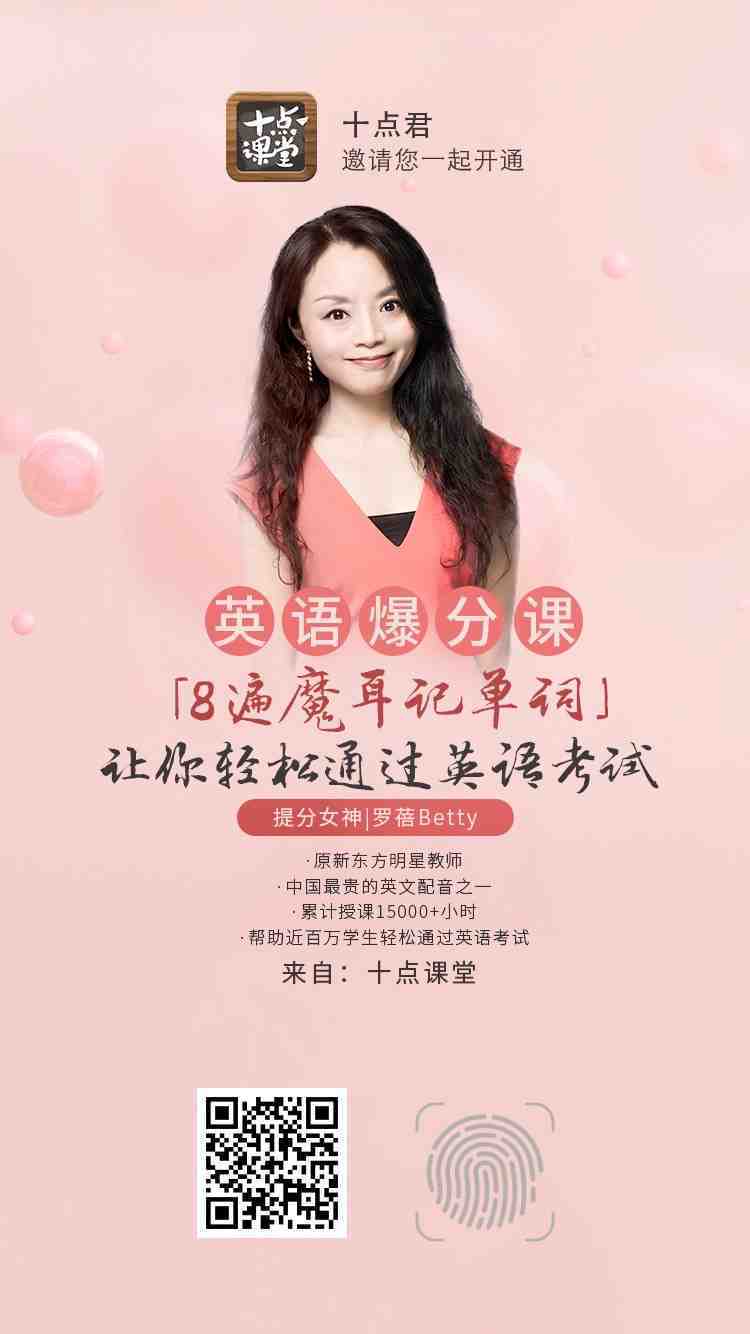 十点
课堂
十点君
邀请您一起开通
英语爆分课
「8遍魔耳记单词」
让你轻松通过英语考试
提分女神|罗蓓Betty
·原新东方明星教师
·中国最贵的英文配音之一
·累计授课15000+小时
·帮助近百万学生轻松通过英语考试
来自：十点课堂